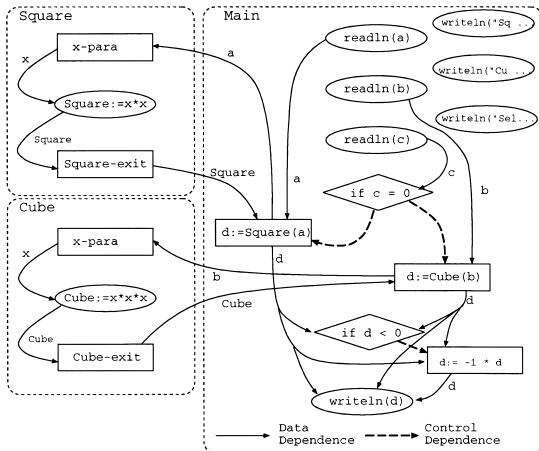 Square
x-para
x
Square:=x*x
Square
Square-exit
Cube
x-para
x
Cube:=x*x*x
Cube
Cube-exit
Main
a
readln(a)
writeln("Sq ...
writeln("Cu ...
readln(b)
writeln("Sel...
readln(c)
c
a
b
Square
if c = 0
d:=Square(a)
d
b
d:=Cube(b)
Cube
d
if d < 0
d:= -1 * d
d
writeln(d)
Data
Dependence
Control
Dependence